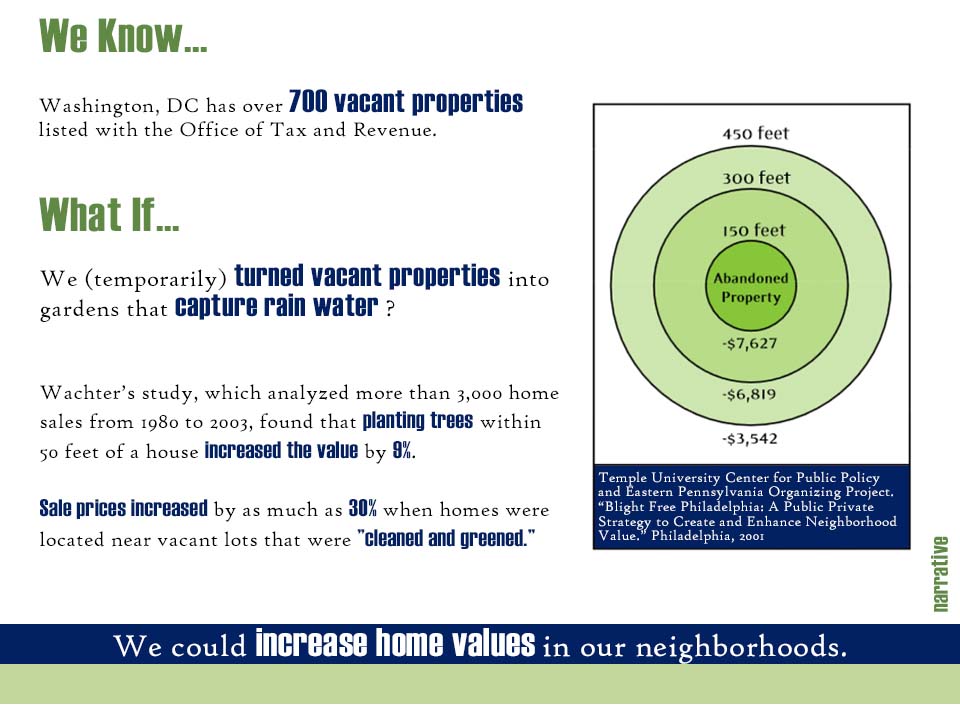 We Know...
Washington, DC has over 700 vacant properties
listed with the Office of Tax and Revenue.
What If...
We (temporarily) turned vacant properties into
gardens that capture rain water ?
Wachter's study, which analyzed more than 3,000 home
sales from 1980 to 2003, found that planting trees within
50 feet of a house increased the value by 9%.
Sale prices increased by as much as 30% when homes were
located near vacant lots that were "cleaned and greened."
450 feet
300 feet
150 feet
Abandoned
Property
-$7,627
-$6,819
-$3,542
Temple University Center for Public Policy
and Eastern Pennsylvania Organizing Project.
"Blight Free Philadelphia: A Public Private
Strategy to Create and Enhance Neighborhood
Value." Philadelphia, 2001
narrative
We could increase home values in our neighborhoods.